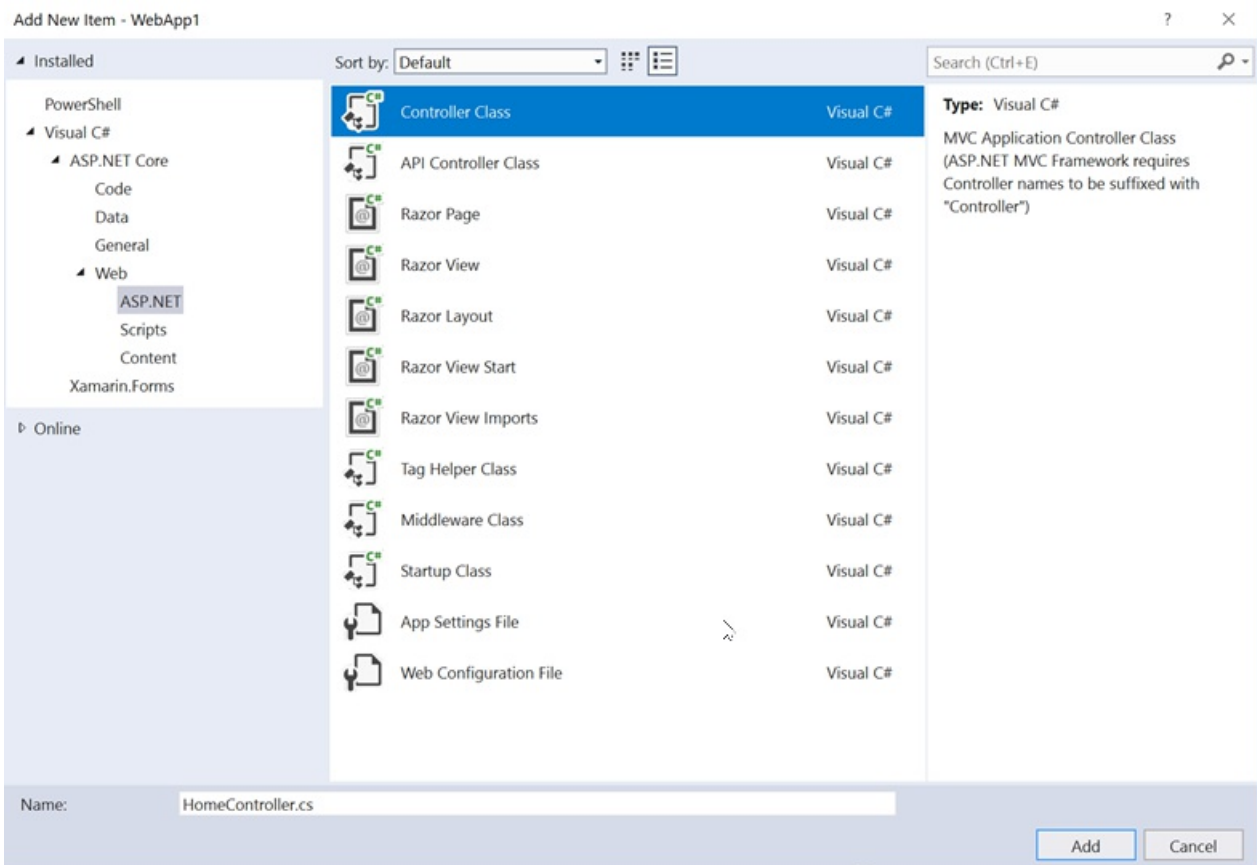 Add New Item - WebApp1
?
Installed
Sort by: Default
Search (Ctrl+E)
PowerShell
Visual C#
ASP.NET Core
Code
Data
General
Web
ASP.NET
Scripts
Content
Xamarin.Forms
Online
Controller Class Visual C#
API Controller Class Visual C#
Razor Page Visual C#
Razor View Visual C#
Razor Layout Visual C#
Razor View Start Visual C#
Razor View Imports Visual C#
Tag Helper Class Visual C#
Middleware Class Visual C#
Startup Class Visual C#
App Settings File Visual C#
Web Configuration File Visual C#
Type: Visual C#
MVC Application Controller Class
(ASP.NET MVC Framework requires
Controller names to be suffixed with
"Controller")
Name: HomeController.cs
Add Cancel